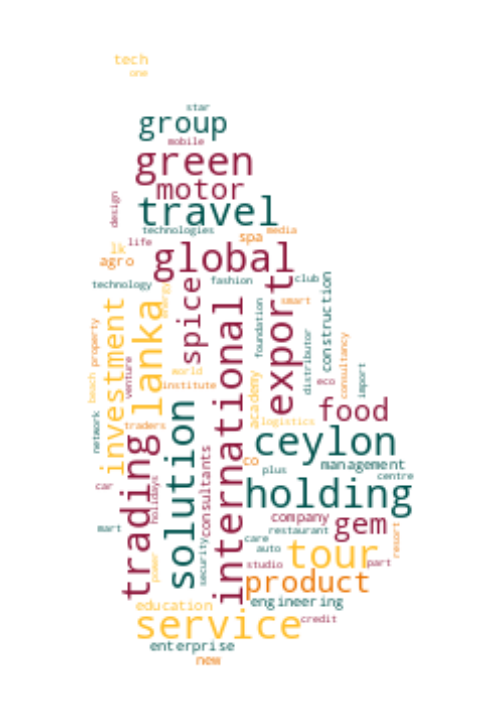 tech
one
star
group
mobile
green
motor
design
travel
technologies
media
spa
life
lk
global
agro
technology
fashion
club
energy
spice
export
construction
smart
investment
lanka
international
foundation
property
distributor
consultancy
venture
world
import
beach
institute
academy
eco
food
solution
logistics
network
traders
ceylon
trading
consultants
co
management
plus
centre
car
holidays
holding
mart
company
gem
restaurant
care
resort
security
auto
tour
power
studio
part
product
education
engineering
service
credit
enterprise
new